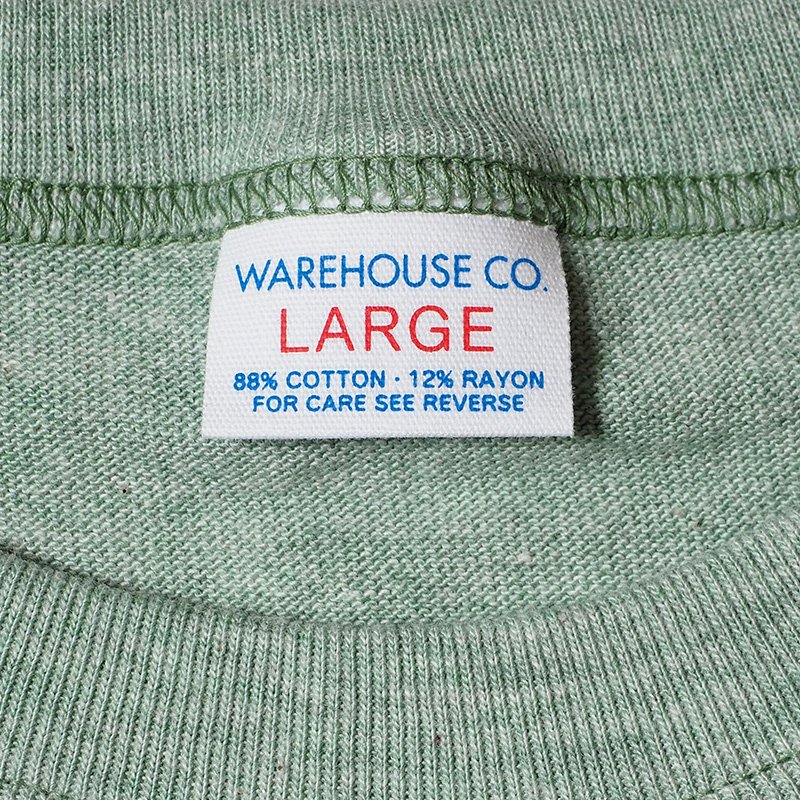 WAREHOUSE CO.
LARGE
88% COTTON · 12% RAYON
FOR CARE SEE REVERSE